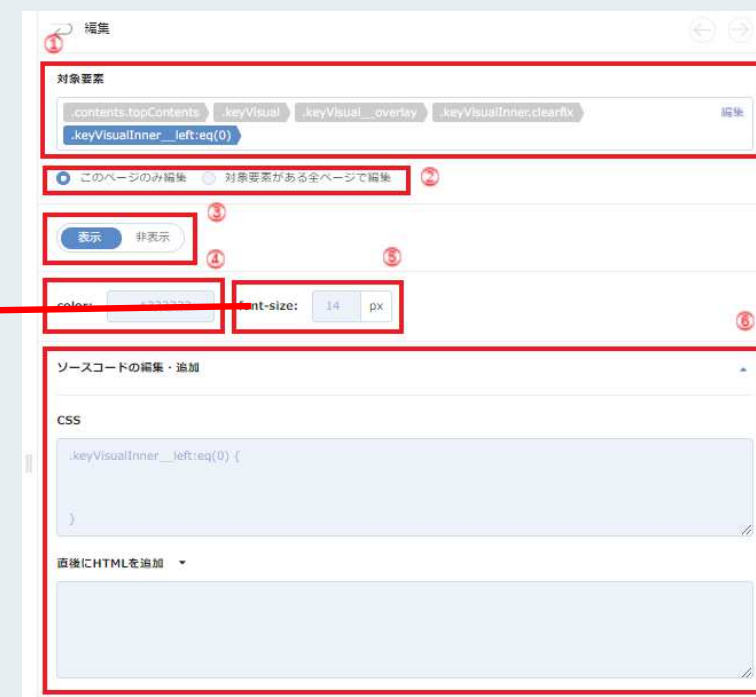 編集
①
対象要素
.contents.topContents .keyVisual .keyVisual__overlay .keyVisualInner.clearfix 編集
.keyVisualInner__left:eq(0)
このページのみ編集 対象要素がある全ページで編集 ②
③
表示 非表示
④ ⑤
color: font-size: 14 px
⑥
ソースコードの編集・追加
CSS
.keyVisualInner__left:eq(0) {
}
直後にHTMLを追加